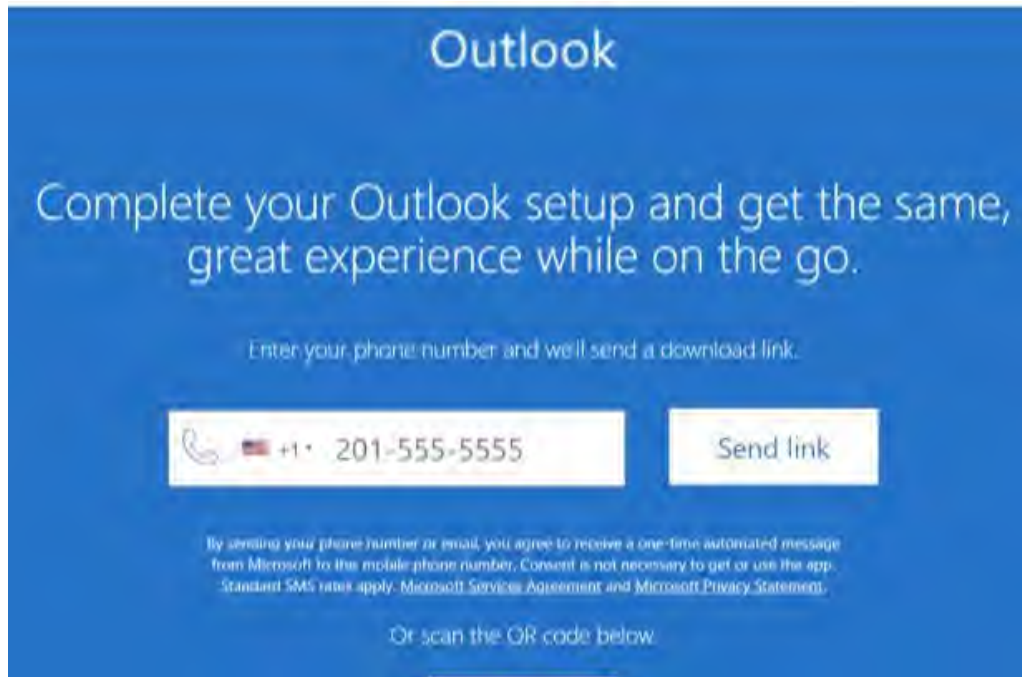 Outlook
Complete your Outlook setup and get the same,
great experience while on the go.
Enter your phone number and we'll send a download link.
+1 201-555-5555
Send link
By sending your phone number or email, you agree to receive a one-time automated message
from Microsoft to this mobile phone number. Consent is not necessary to get or use the app.
Standard SMS rates apply. Microsoft Services Agreement and Microsoft Privacy Statement.
Or scan the QR code below